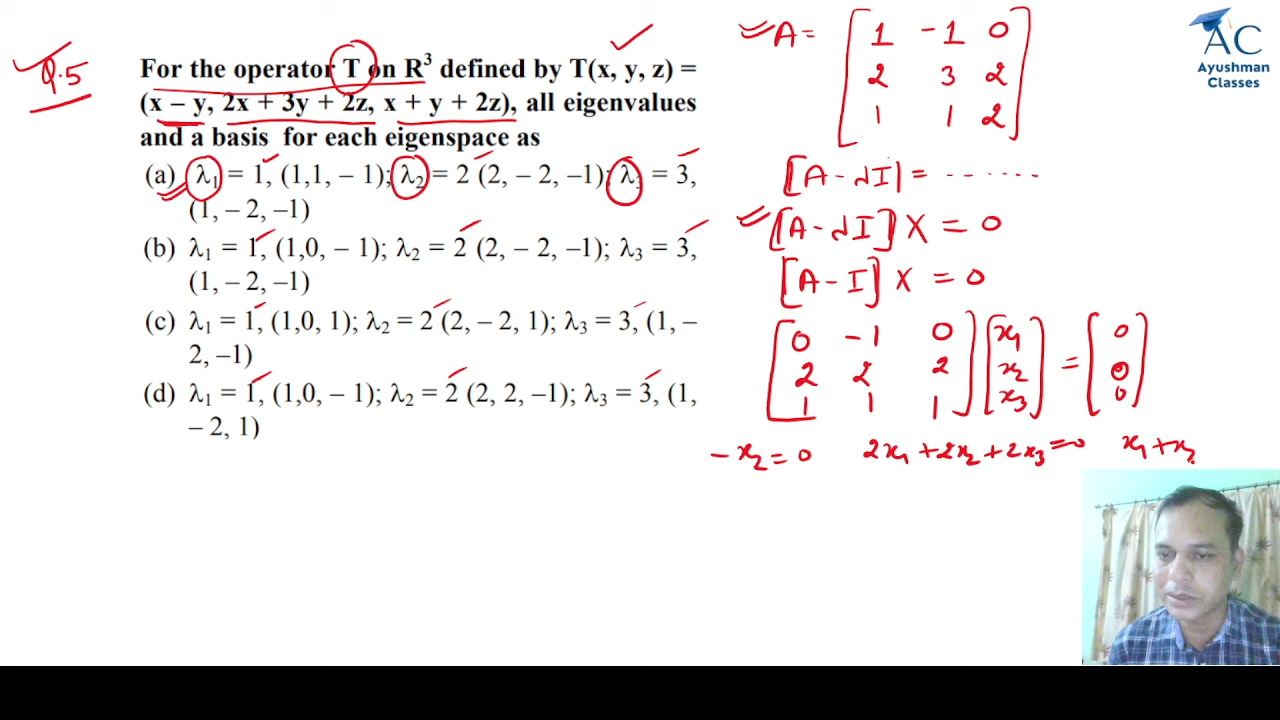 Q.5
For the operator T on R³ defined by T(x, y, z) =
(x – y, 2x + 3y + 2z, x + y + 2z), all eigenvalues
and a basis for each eigenspace as
(a) λ₁ = 1, (1,1, – 1); λ₂ = 2 (2, – 2, –1); λ₃ = 3,
(1, – 2, –1)
(b) λ₁ = 1, (1,0, – 1); λ₂ = 2 (2, – 2, –1); λ₃ = 3,
(1, – 2, –1)
(c) λ₁ = 1, (1,0, 1); λ₂ = 2 (2, – 2, 1); λ₃ = 3, (1, –
2, –1)
(d) λ₁ = 1, (1,0, – 1); λ₂ = 2 (2, 2, –1); λ₃ = 3, (1,
– 2, 1)
A = [1 -1 0
2 3 2
1 1 2]
[A - λI| = - - - - - -
[A - λI] X = 0
[A - I] X = 0
[0 -1 0] [x₁] = [0]
[2 2 2] [x₂] [0]
[1 1 1] [x₃] [0]
- x₂ = 0 2x₁ + 2x₂ + 2x₃ = 0 x₁ + x₂
AC
Ayushman
Classes